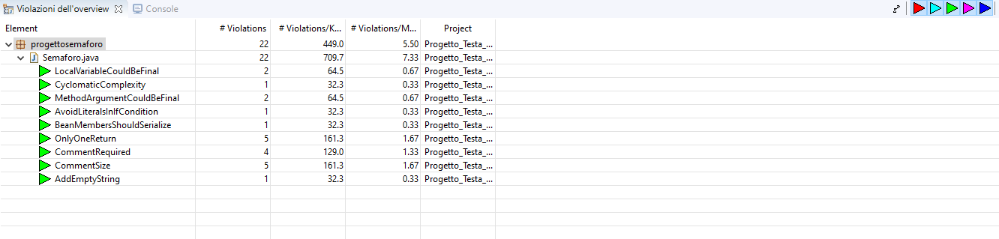 Violazioni dell'overview Console
Element # Violations # Violations/K... # Violations/M... Project
progettosemaforo 22 449.0 5.50 Progetto_Testa_...
Semaforo.java 22 709.7 7.33 Progetto_Testa_...
LocalVariableCouldBeFinal 2 64.5 0.67 Progetto_Testa_...
CyclomaticComplexity 1 32.3 0.33 Progetto_Testa_...
MethodArgumentCouldBeFinal 2 64.5 0.67 Progetto_Testa_...
AvoidLiteralsInIfCondition 1 32.3 0.33 Progetto_Testa_...
BeanMembersShouldSerialize 1 32.3 0.33 Progetto_Testa_...
OnlyOneReturn 5 161.3 1.67 Progetto_Testa_...
CommentRequired 4 129.0 1.33 Progetto_Testa_...
CommentSize 5 161.3 1.67 Progetto_Testa_...
AddEmptyString 1 32.3 0.33 Progetto_Testa_...